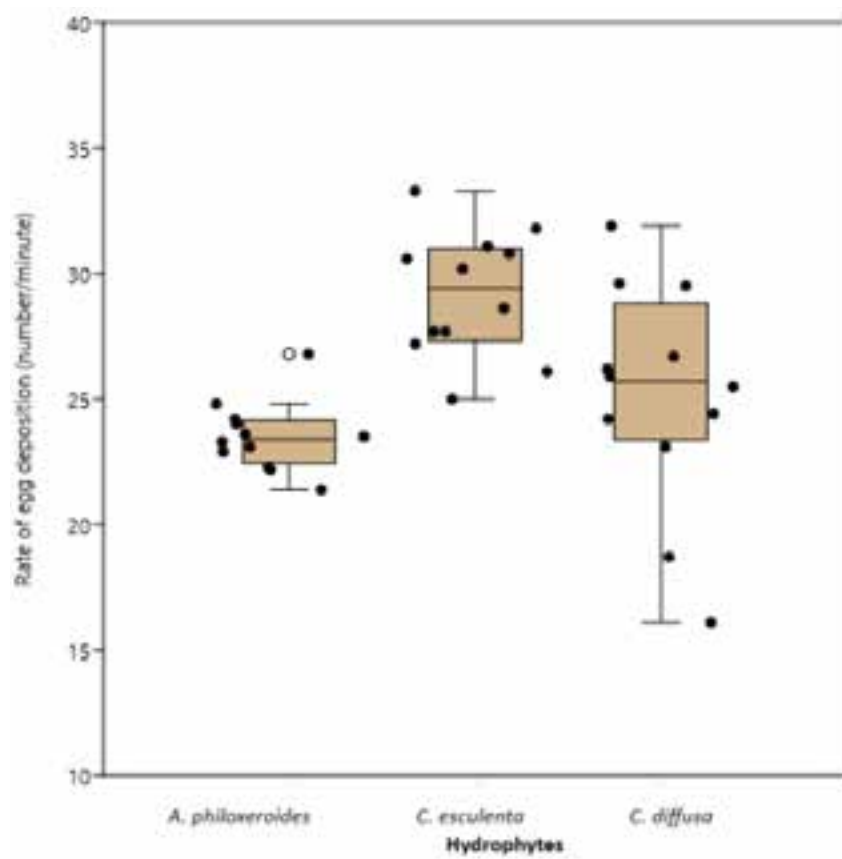 Rate of egg deposition (number/minute)
40
35
30
25
20
15
10
A. philoxeroides C. esculenta C. diffusa
Hydrophytes